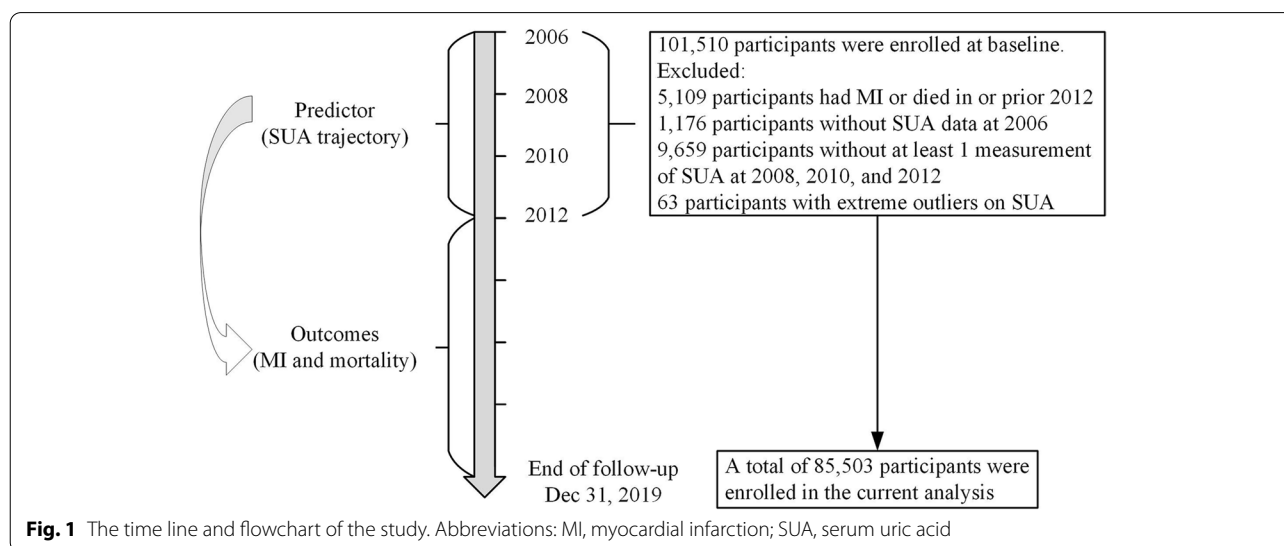 2006
2008
2010
2012
Predictor
(SUA trajectory)
Outcomes
(MI and mortality)
End of follow-up
Dec 31, 2019
101,510 participants were enrolled at baseline.
Excluded:
5,109 participants had MI or died in or prior 2012
1,176 participants without SUA data at 2006
9,659 participants without at least 1 measurement
of SUA at 2008, 2010, and 2012
63 participants with extreme outliers on SUA
A total of 85,503 participants were
enrolled in the current analysis
Fig. 1 The time line and flowchart of the study. Abbreviations: MI, myocardial infarction; SUA, serum uric acid